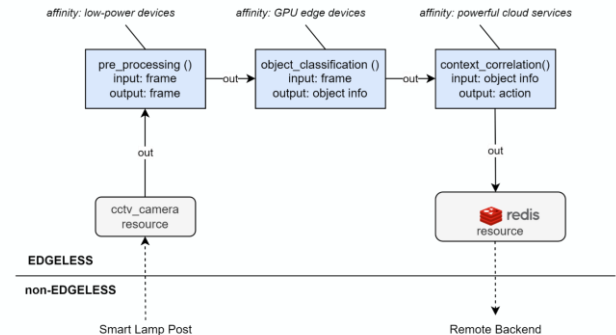 affinity: low-power devices
affinity: GPU edge devices
affinity: powerful cloud services
pre_processing ()
input: frame
output: frame
out
object_classification ()
input: frame
output: object info
out
context_correlation()
input: object info
output: action
out
out
cctv_camera
resource
redis
resource
EDGELESS
non-EDGELESS
Smart Lamp Post
Remote Backend